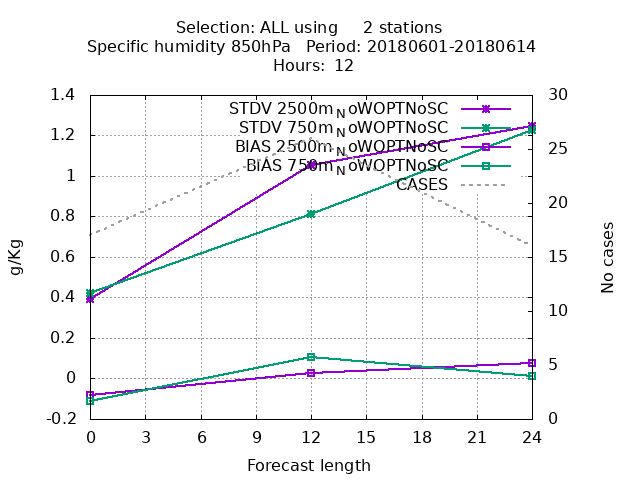 Selection: ALL using     2 stations
Specific humidity 850hPa   Period: 20180601-20180614
Hours:  12
STDV 2500m_NoWOPTNoSC
STDV 750m_NoWOPTNoSC
BIAS 2500m_NoWOPTNoSC
BIAS 750m_NoWOPTNoSC
CASES
1.4
1.2
1
0.8
0.6
0.4
0.2
0
-0.2
g/Kg
30
25
20
15
10
5
0
No cases
0 3 6 9 12 15 18 21 24
Forecast length